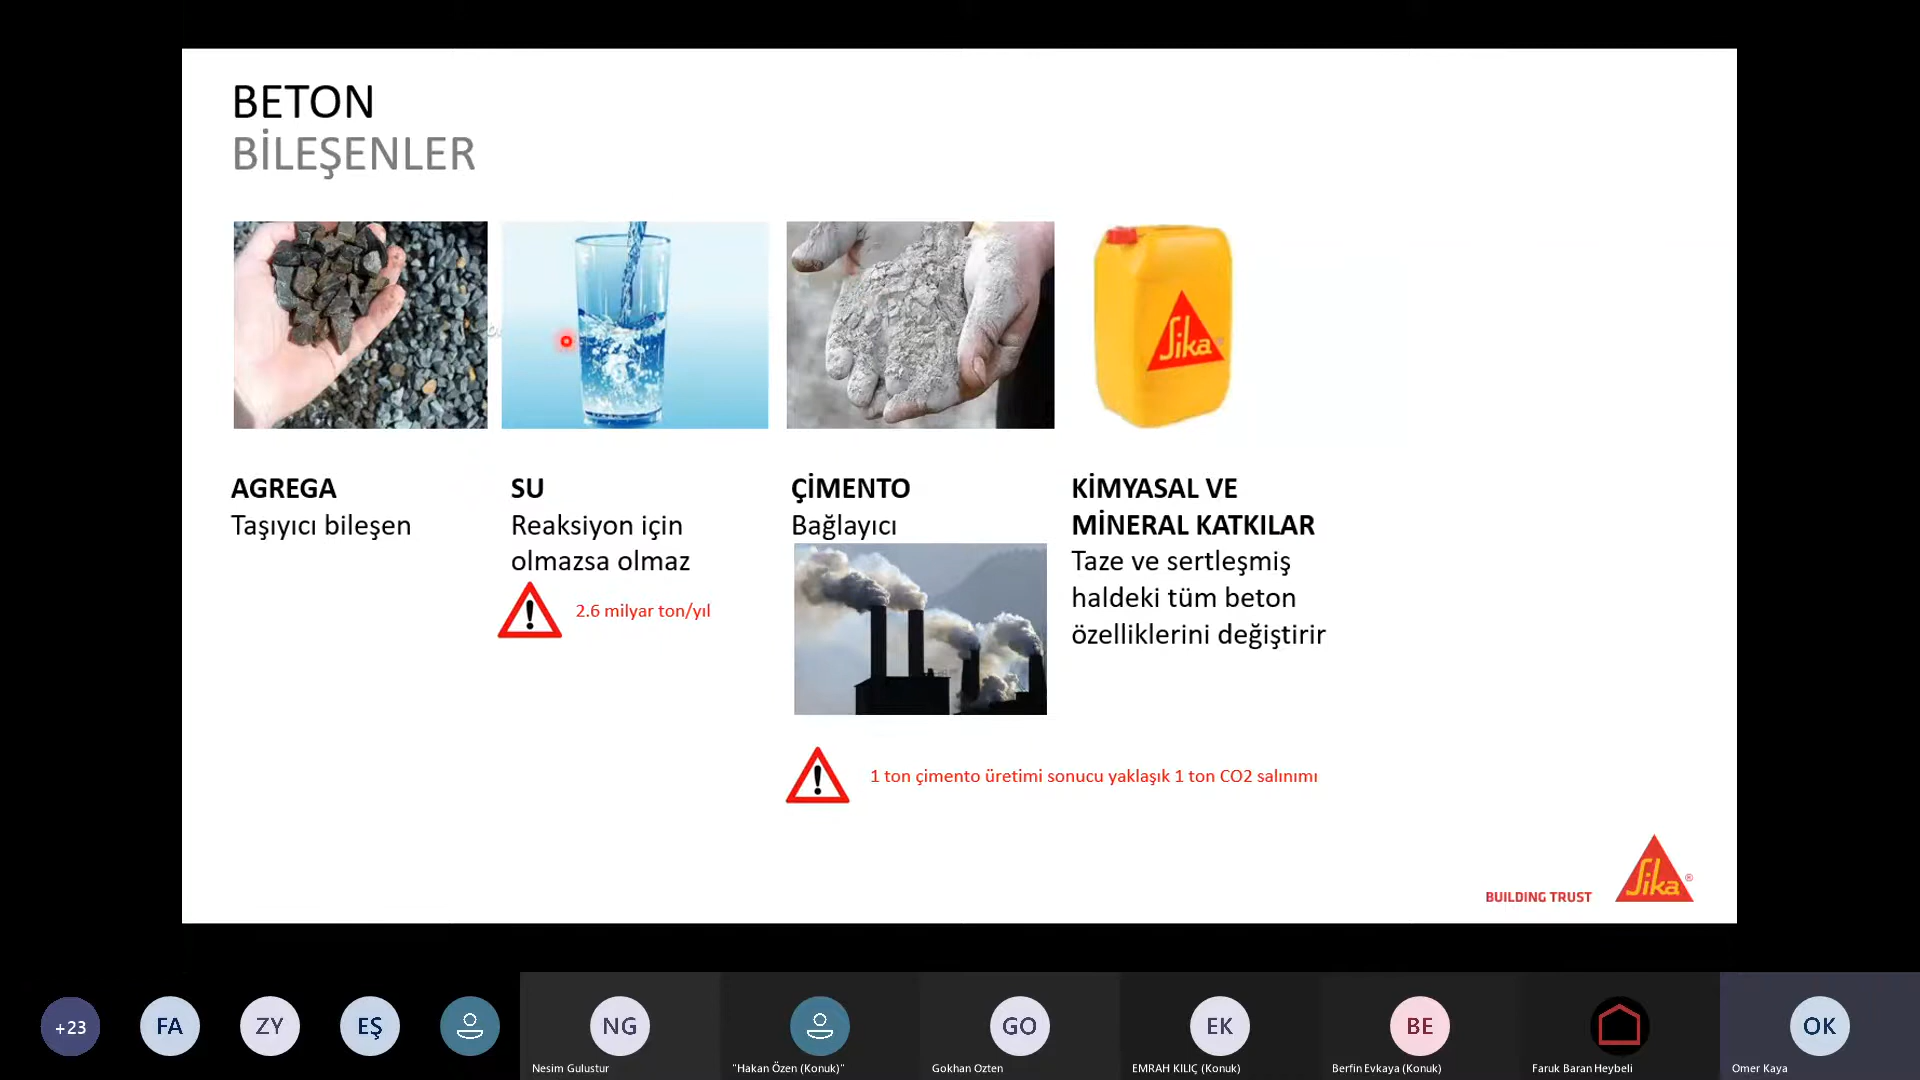 BETON
BİLEŞENLER
Sika
AGREGA
Taşıyıcı bileşen
SU
Reaksiyon için
olmazsa olmaz
2.6 milyar ton/yıl
ÇİMENTO
Bağlayıcı
1 ton çimento üretimi sonucu yaklaşık 1 ton CO2 salınımı
KİMYASAL VE
MİNERAL KATKILAR
Taze ve sertleşmiş
haldeki tüm beton
özelliklerini değiştirir
BUILDING TRUST
Sika®
+23
FA
ZY
EŞ
NG
Nesim Gulustur
"Hakan Özen (Konuk)"
GO
Gokhan Ozten
EK
EMRAH KILIÇ (Konuk)
BE
Berfin Evkaya (Konuk)
Faruk Baran Heybeli
OK
Omer Kaya